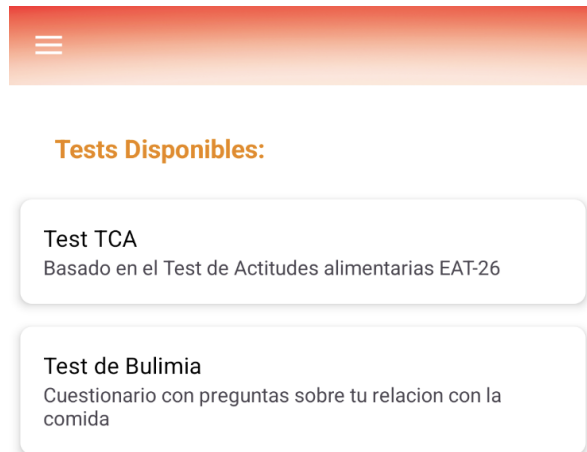 Tests Disponibles:
Test TCA
Basado en el Test de Actitudes alimentarias EAT-26
Test de Bulimia
Cuestionario con preguntas sobre tu relacion con la
comida